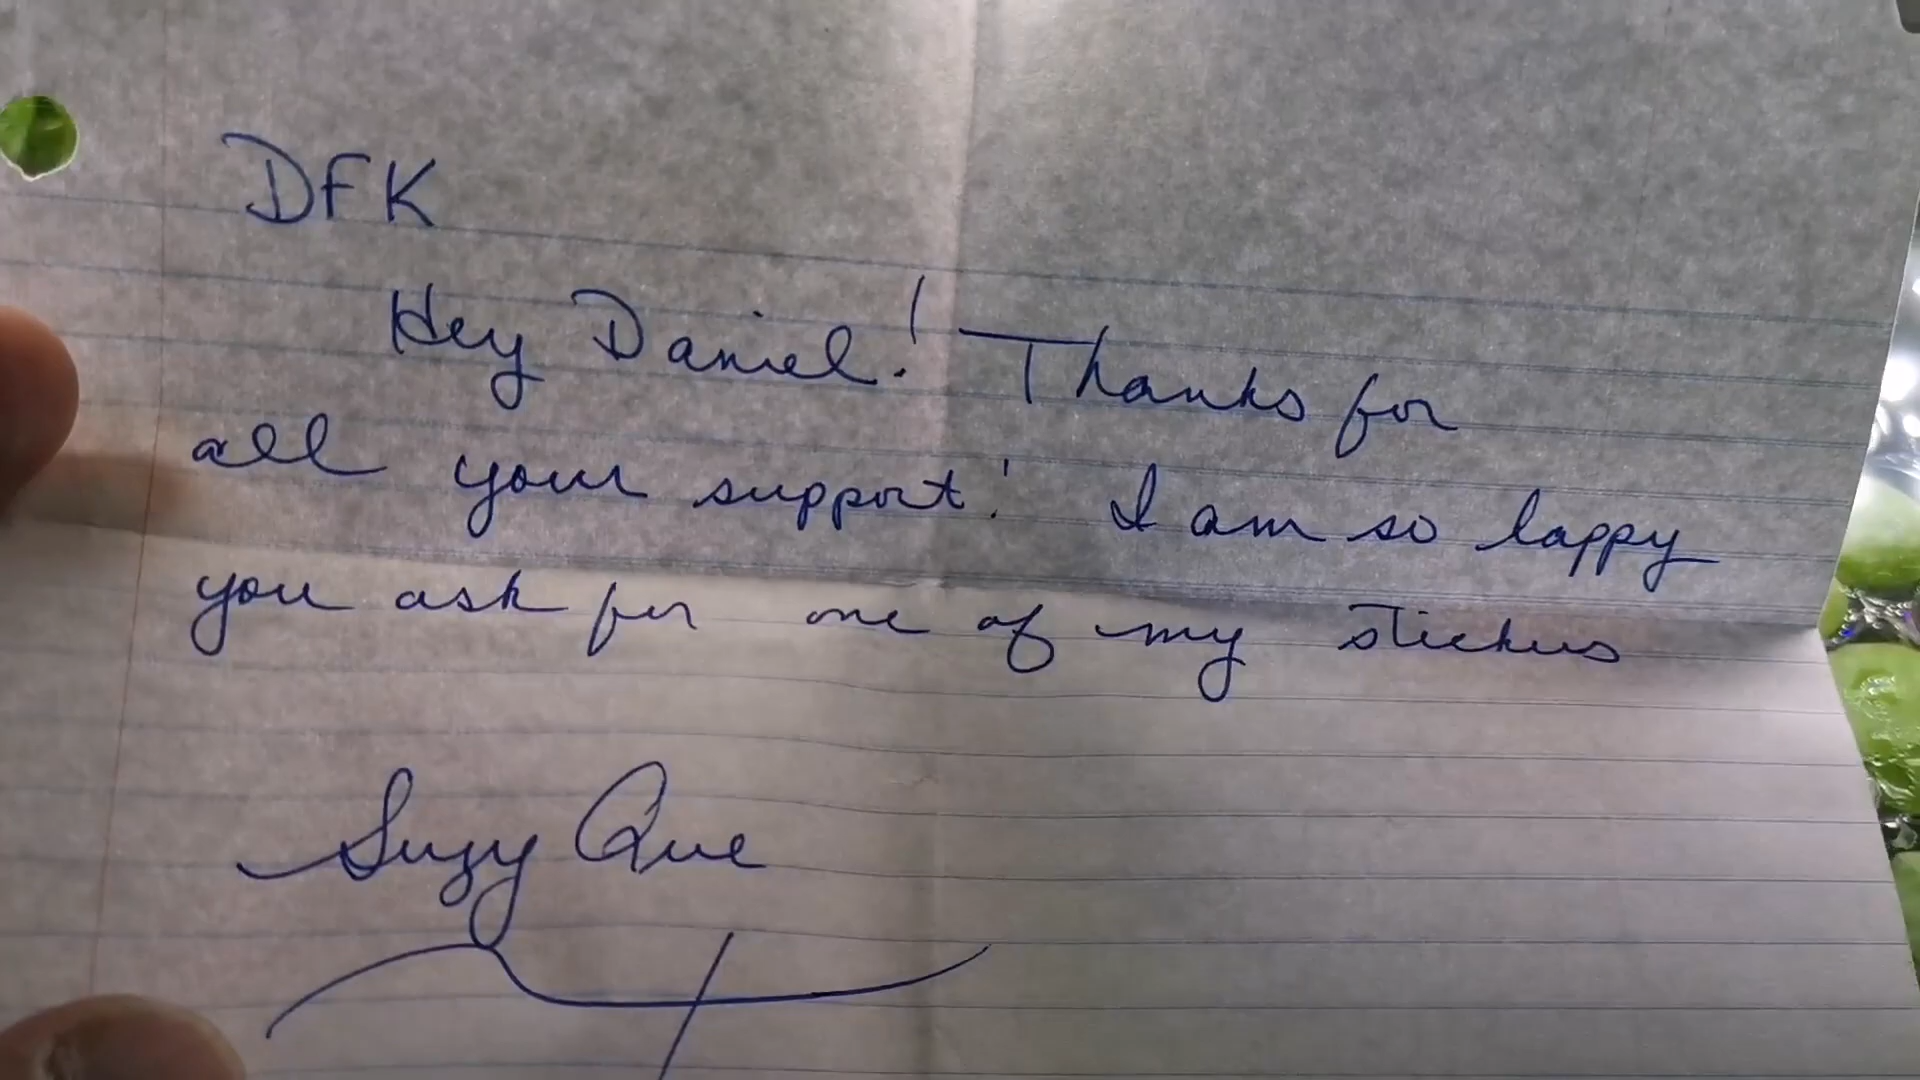 DFK
Hey Daniel! Thanks for
all your support! I am so happy
you ask for one of my stickers
Suzy Que